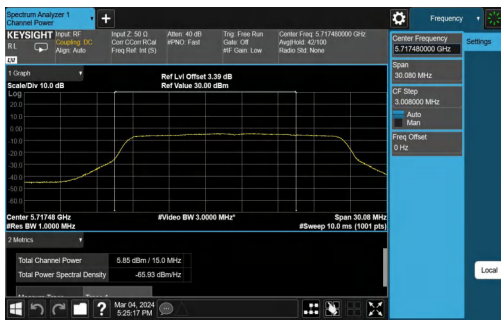 Spectrum Analyzer 1
Channel Power
Frequency
KEYSIGHT
RL
Input: RF
Coupling: DC
Align: Auto
Input Z: 50 Ω
Corr CCorr RCal
Freq Ref: Int (S)
Atten: 40 dB
#PNO: Fast
Trig: Free Run
Gate: Off
#IF Gain: Low
Center Freq: 5.717480000 GHz
Avg|Hold: 42/100
Radio Std: None
Center Frequency
5.717480000 GHz
Settings
Span
30.080 MHz
CF Step
3.008000 MHz
Auto
Man
Freq Offset
0 Hz
1 Graph
Scale/Div 10.0 dB
Ref Lvl Offset 3.39 dB
Ref Value 30.00 dBm
Log
20.0
10.0
0.00
-10.0
-20.0
-30.0
-40.0
-50.0
-60.0
Center 5.71748 GHz
#Res BW 1.0000 MHz
#Video BW 3.0000 MHz*
Span 30.08 MHz
#Sweep 10.0 ms (1001 pts)
2 Metrics
Total Channel Power
5.85 dBm / 15.0 MHz
Total Power Spectral Density
-65.93 dBm/Hz
Local
Mar 04, 2024
5:25:17 PM